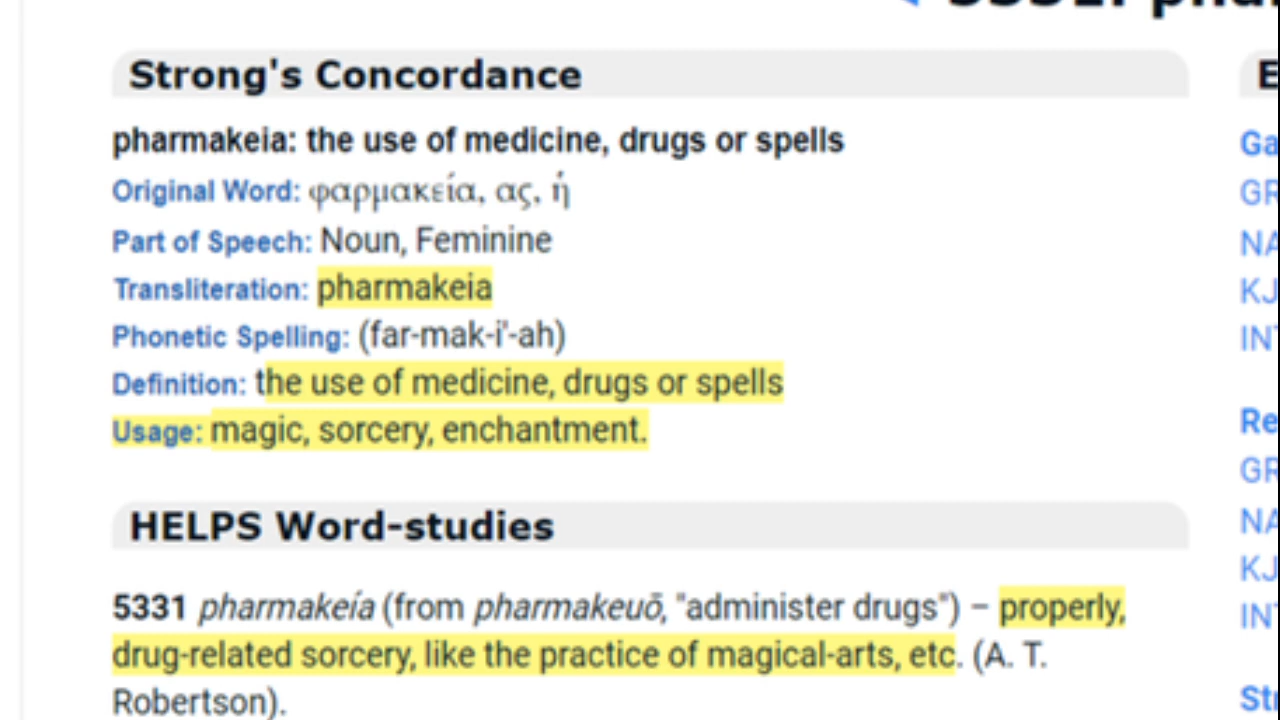 Strong's Concordance
pharmakeia: the use of medicine, drugs or spells
Original Word: φαρμακεία, ας, ἡ
Part of Speech: Noun, Feminine
Transliteration: pharmakeia
Phonetic Spelling: (far-mak-i'-ah)
Definition: the use of medicine, drugs or spells
Usage: magic, sorcery, enchantment.
HELPS Word-studies
5331 pharmakeía (from pharmakeuō, "administer drugs") – properly,
drug-related sorcery, like the practice of magical-arts, etc. (A. T.
Robertson).